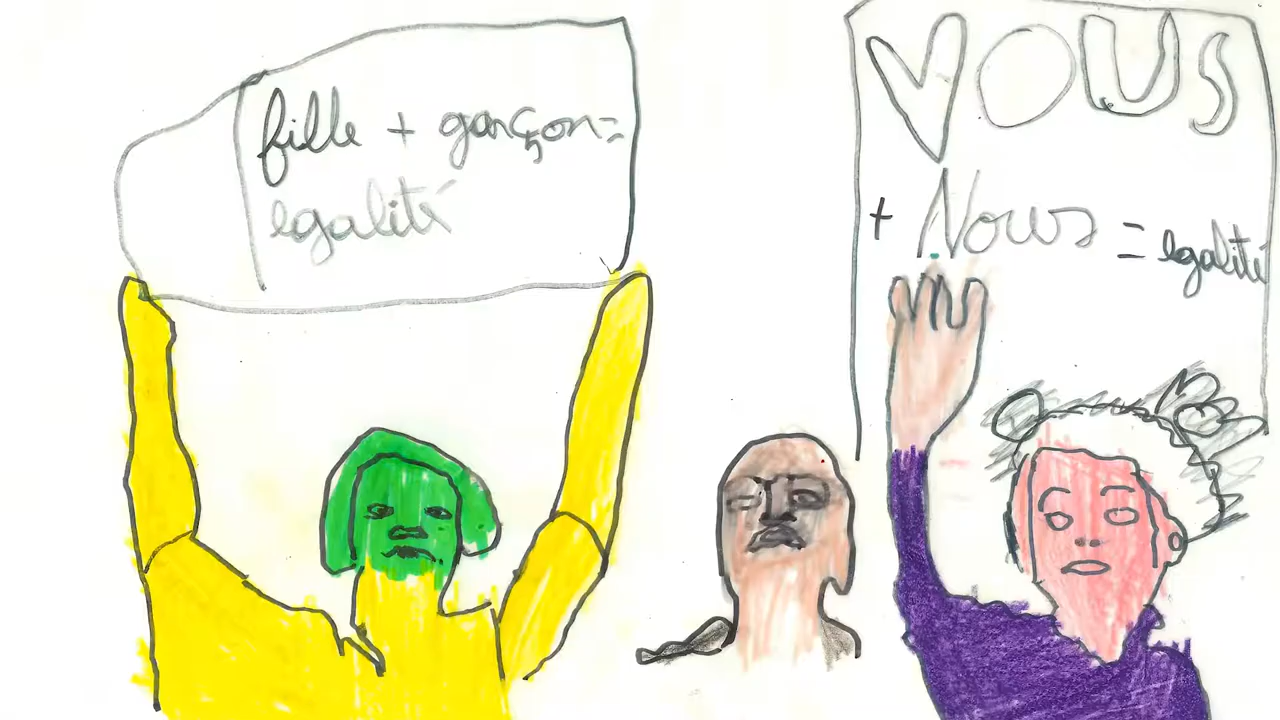 fille + garçon=
egalité
VOUS
+ Nous = egalité